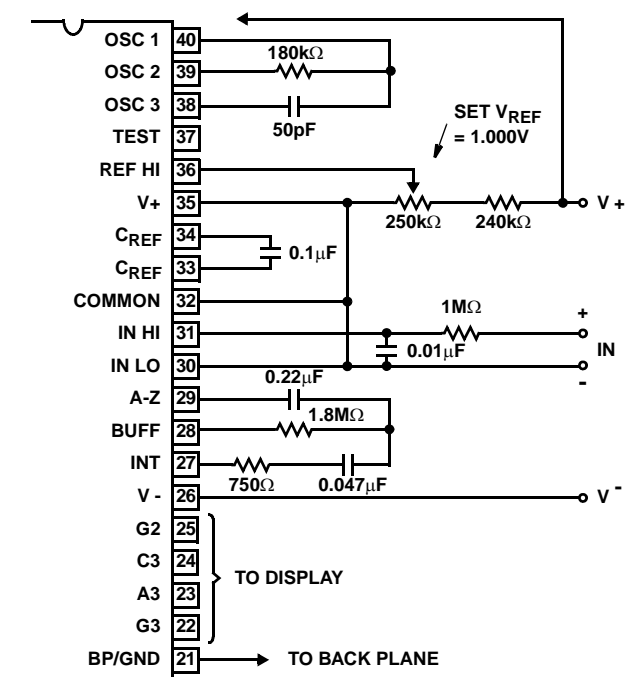 OSC 1 40
180kΩ
OSC 2 39
OSC 3 38
50pF
TEST 37
SET VREF
= 1.000V
REF HI 36
V+ 35
250kΩ 240kΩ
V +
CREF 34
0.1µF
CREF 33
COMMON 32
1MΩ
+
IN HI 31
0.01µF
IN
IN LO 30
-
0.22µF
A-Z 29
1.8MΩ
BUFF 28
INT 27
750Ω 0.047µF
V - 26
V -
G2 25
C3 24
TO DISPLAY
A3 23
G3 22
BP/GND 21 TO BACK PLANE